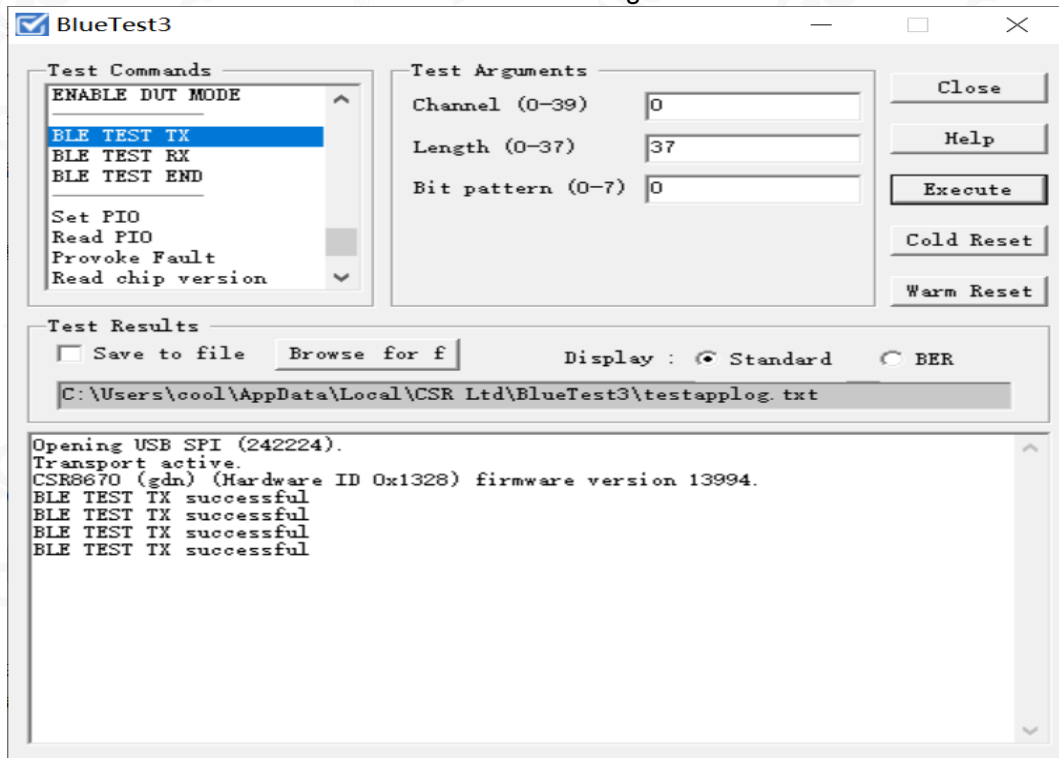 BlueTest3
Test Commands
ENABLE DUT MODE
BLE TEST TX
BLE TEST RX
BLE TEST END
Set PIO
Read PIO
Provoke Fault
Read chip version
Test Arguments
Channel (0-39) 0
Length (0-37) 37
Bit pattern (0-7) 0
Close
Help
Execute
Cold Reset
Warm Reset
Test Results
Save to file Browse for f Display : Standard BER
C:\Users\cool\AppData\Local\CSR Ltd\BlueTest3\testapplog.txt
Opening USB SPI (242224).
Transport active.
CSR8670 (gdn) (Hardware ID 0x1328) firmware version 13994.
BLE TEST TX successful
BLE TEST TX successful
BLE TEST TX successful
BLE TEST TX successful